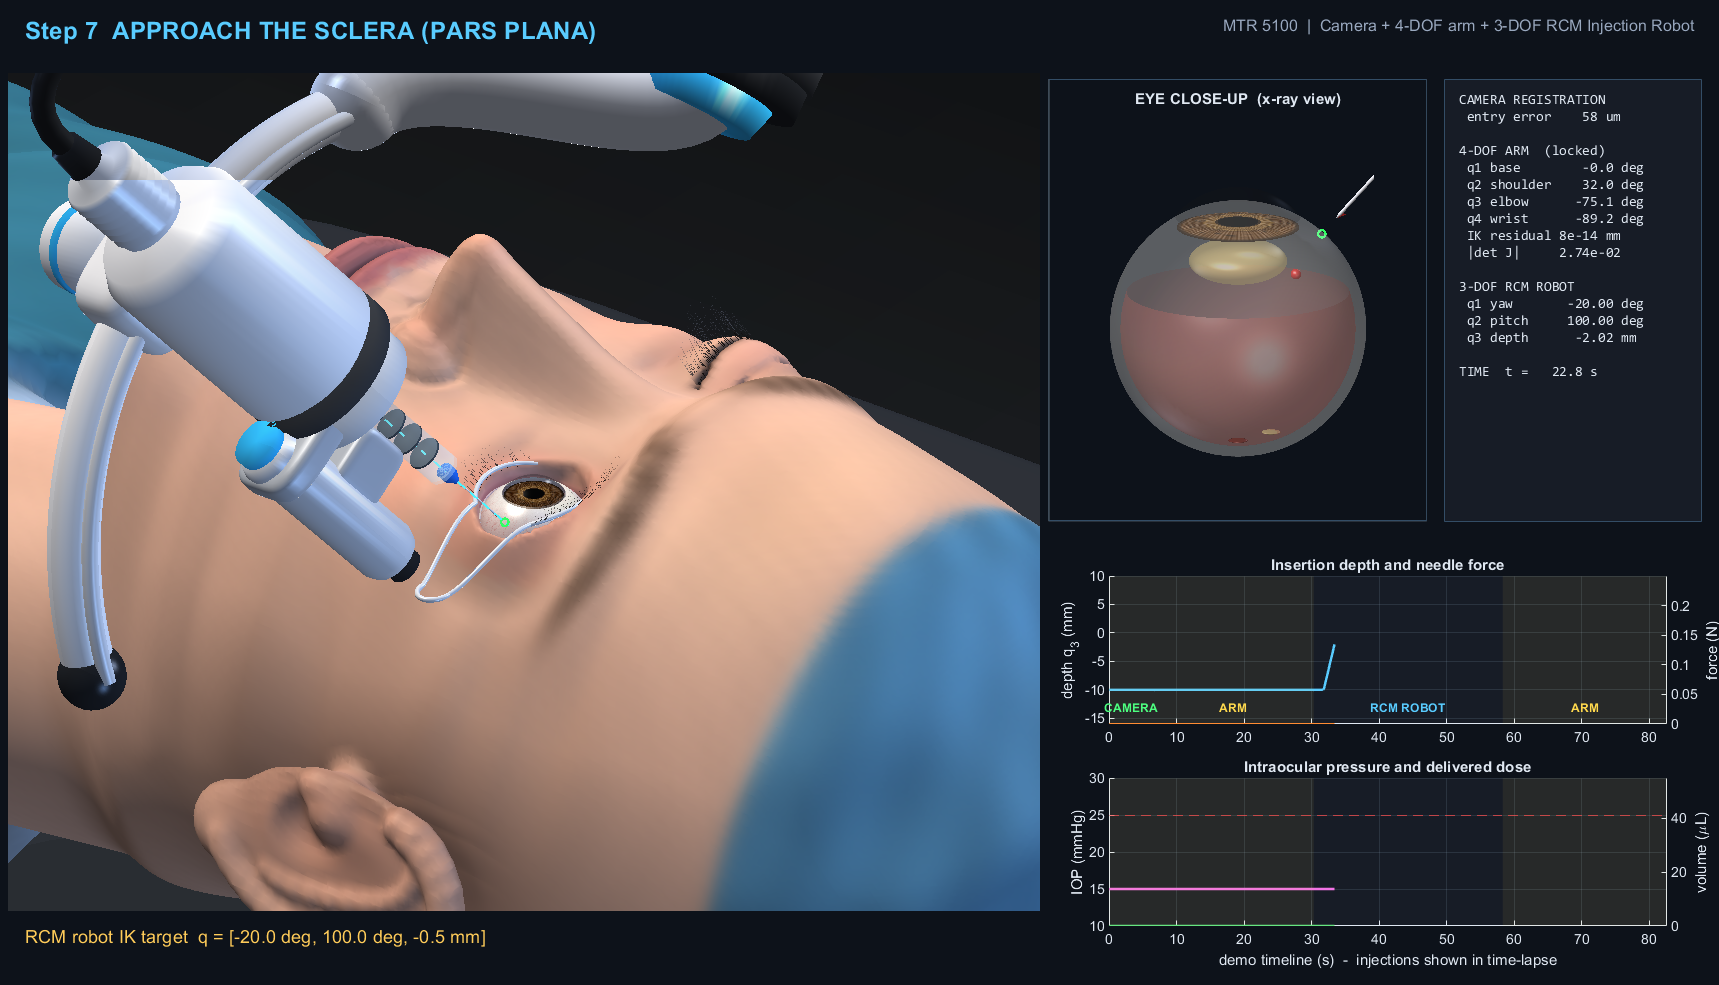 Step 7  APPROACH THE SCLERA (PARS PLANA)
MTR 5100  |  Camera + 4-DOF arm + 3-DOF RCM Injection Robot
EYE CLOSE-UP  (x-ray view)
CAMERA REGISTRATION
entry error    58 um
4-DOF ARM  (locked)
q1 base        -0.0 deg
q2 shoulder    32.0 deg
q3 elbow      -75.1 deg
q4 wrist      -89.2 deg
IK residual 8e-14 mm
|det J|     2.74e-02
3-DOF RCM ROBOT
q1 yaw       -20.00 deg
q2 pitch     100.00 deg
q3 depth      -2.02 mm
TIME  t =   22.8 s
Insertion depth and needle force
10
5
0
-5
-10
-15
depth q3 (mm)
0.2
0.15
0.1
0.05
0
force (N)
CAMERA
ARM
RCM ROBOT
ARM
0 10 20 30 40 50 60 70 80
Intraocular pressure and delivered dose
30
25
20
15
10
IOP (mmHg)
40
20
0
volume (μL)
0 10 20 30 40 50 60 70 80
demo timeline (s)  -  injections shown in time-lapse
RCM robot IK target  q = [-20.0 deg, 100.0 deg, -0.5 mm]